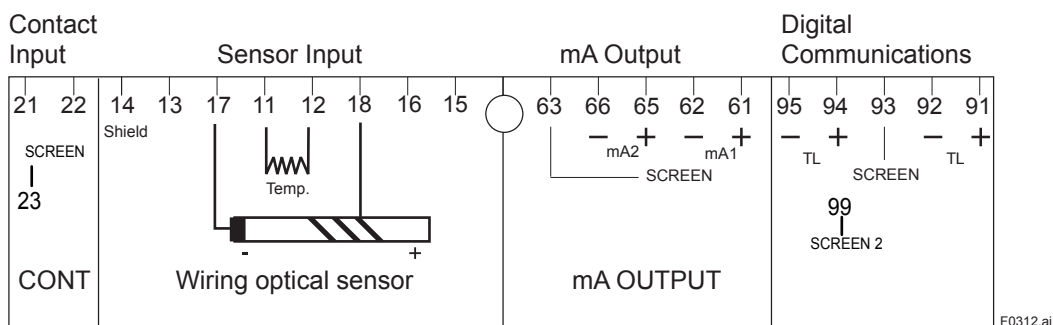 Contact
Input
Sensor Input
mA Output
Digital
Communications
21 22 14 13 17 11 12 18 16 15 63 66 65 62 61 95 94 93 92 91
Shield
− + − + − + − +
mA2 mA1 TL TL
SCREEN
SCREEN
SCREEN
23
Temp.
99
SCREEN 2
- +
CONT
Wiring optical sensor
mA OUTPUT
F0312.ai